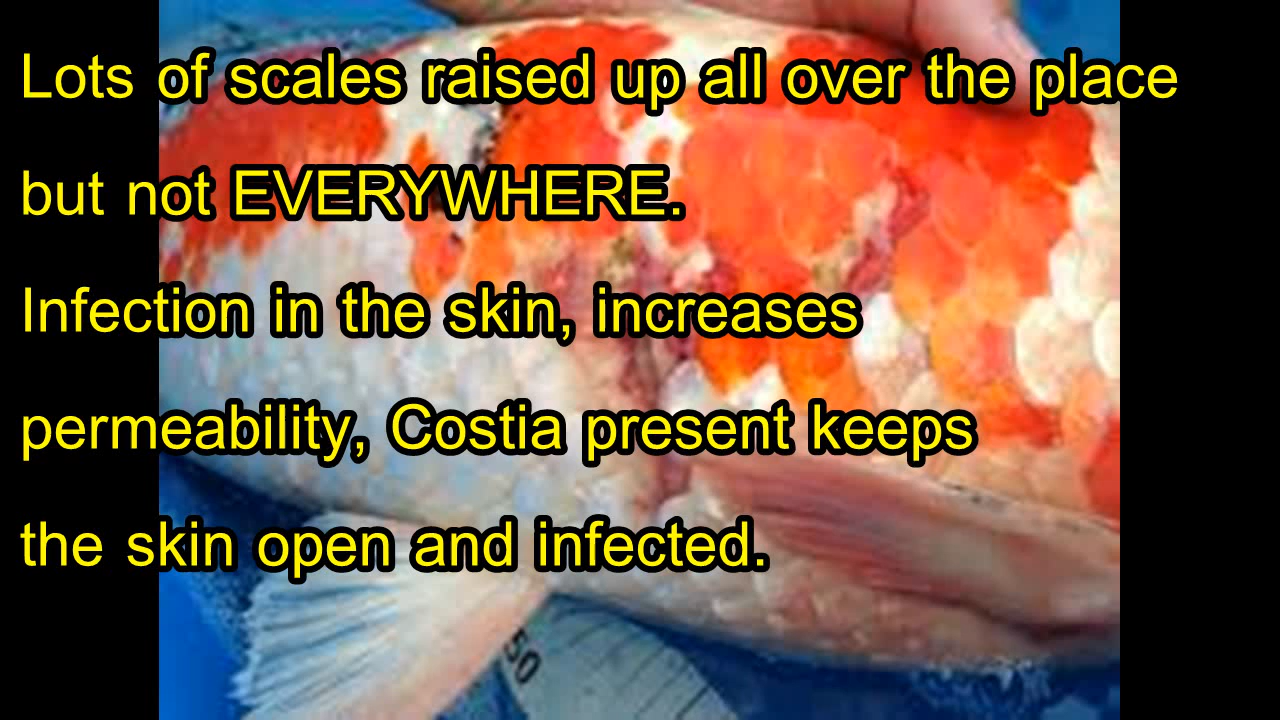 Lots of scales raised up all over the place
but not EVERYWHERE.
Infection in the skin, increases
permeability, Costia present keeps
the skin open and infected.
50